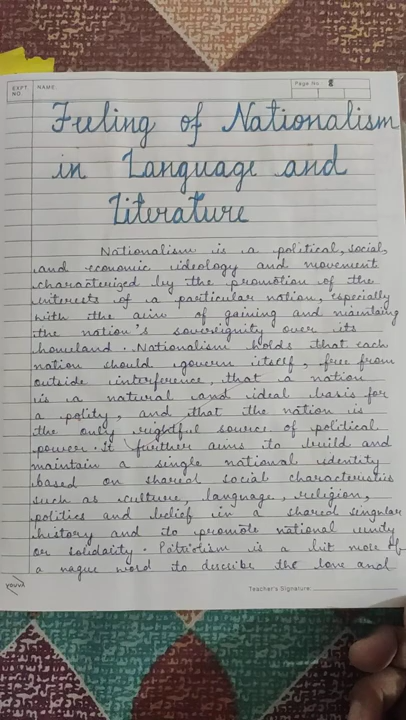 EXPT. NO.
NAME
Page No. 8
Feeling of Nationalism
in Language and
Literature
Nationalism is a political, social,
and economic ideology and movement
characterized by the promotion of the
interests of a particular nation, especially
with the aim of gaining and maintaing
the nation's sovereignity over its
homeland. Nationalism holds that each
nation should govern itself, free from
outside interference, that a nation
is a natural and ideal basis for
a polity, and that the nation is
the only rightful source of political
power. It further aims to build and
maintain a single national identity
based on shared social characteristics
such as culture, language, religion,
politics and belief in a shared singular
history and to promote national unity
or solidarity. Patriotism is a bit more of
a vague word to describe the love and
youva
Teacher's Signature: